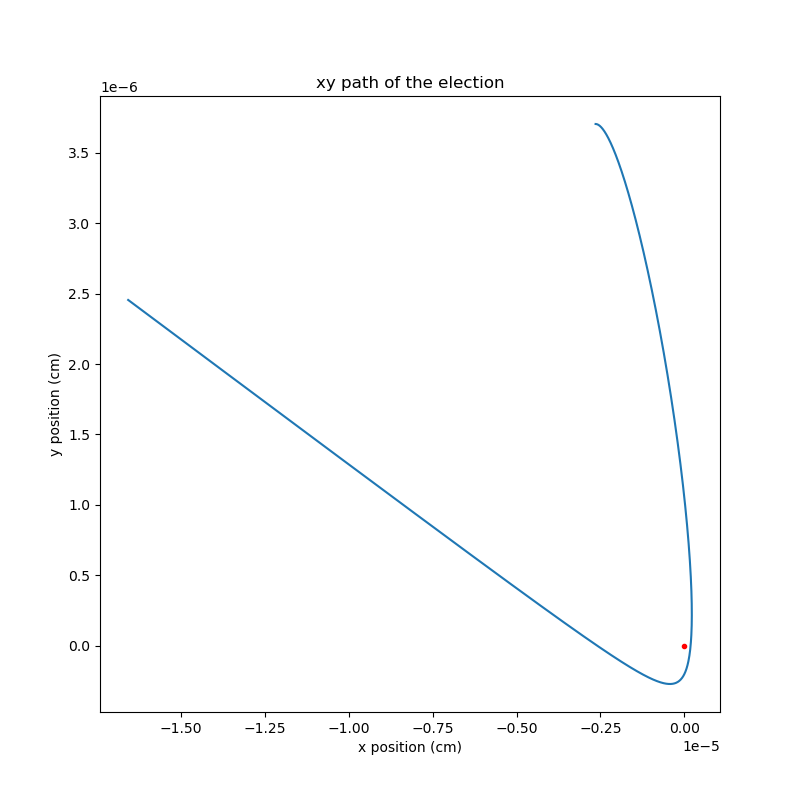 xy path of the election
1e−6
3.5
3.0
2.5
2.0
1.5
1.0
0.5
0.0
y position (cm)
−1.50 −1.25 −1.00 −0.75 −0.50 −0.25 0.00
x position (cm)
1e−5